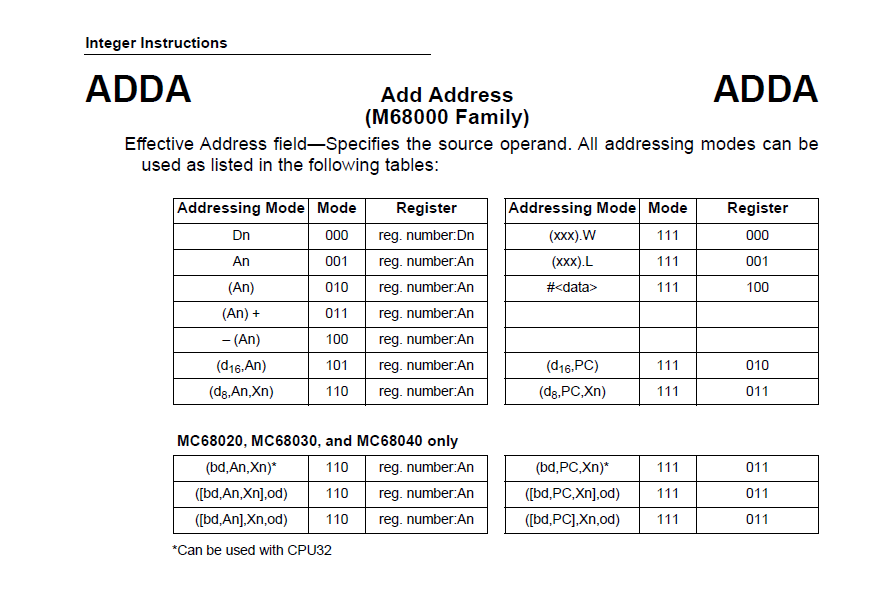 Integer Instructions
ADDA Add Address ADDA
(M68000 Family)
Effective Address field—Specifies the source operand. All addressing modes can be
used as listed in the following tables:
Addressing Mode Mode Register Addressing Mode Mode Register
Dn 000 reg. number:Dn (xxx).W 111 000
An 001 reg. number:An (xxx).L 111 001
(An) 010 reg. number:An #<data> 111 100
(An) + 011 reg. number:An
– (An) 100 reg. number:An
(d16,An) 101 reg. number:An (d16,PC) 111 010
(d8,An,Xn) 110 reg. number:An (d8,PC,Xn) 111 011
MC68020, MC68030, and MC68040 only
(bd,An,Xn)* 110 reg. number:An (bd,PC,Xn)* 111 011
([bd,An,Xn],od) 110 reg. number:An ([bd,PC,Xn],od) 111 011
([bd,An],Xn,od) 110 reg. number:An ([bd,PC],Xn,od) 111 011
*Can be used with CPU32